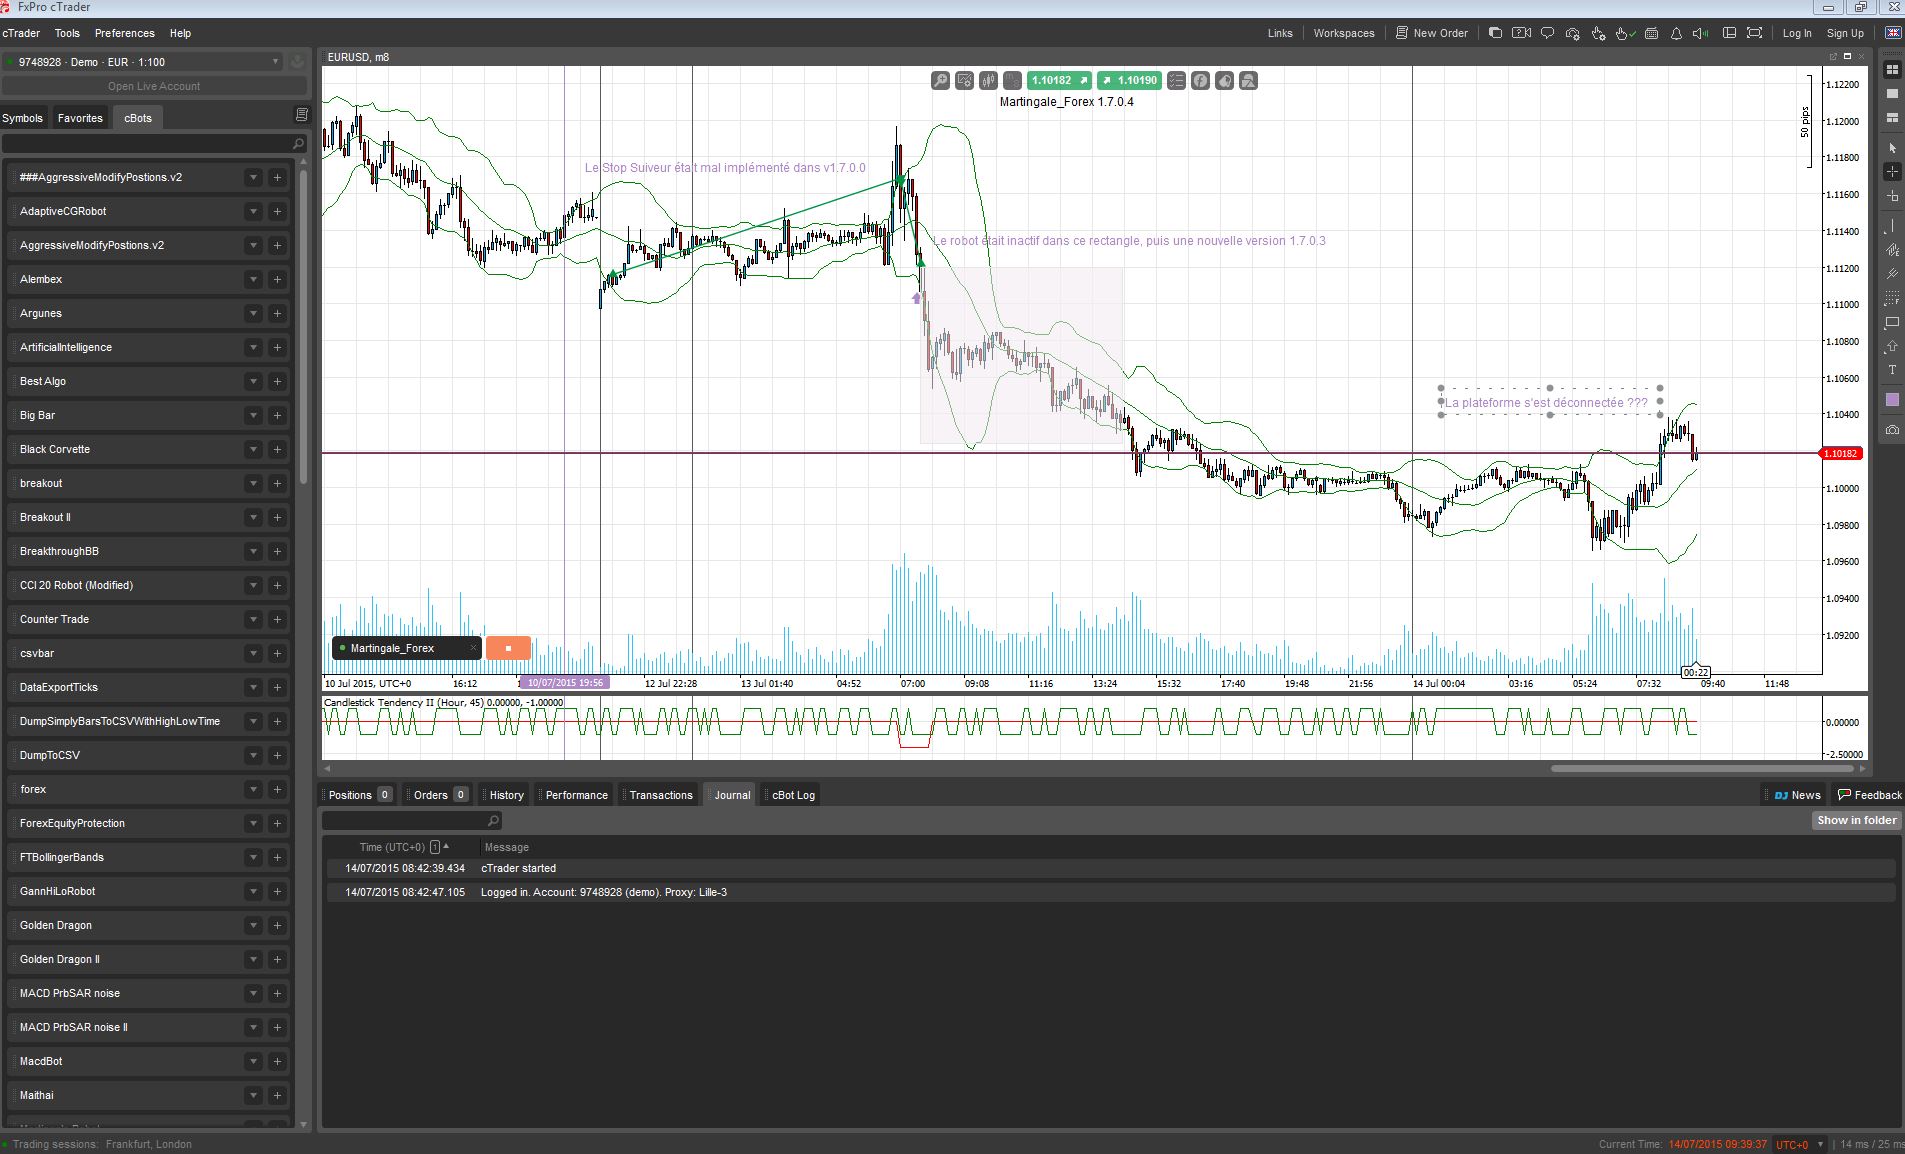 FxPro cTrader
cTrader Tools Preferences Help
Links Workspaces New Order Log In Sign Up
9748928 · Demo · EUR · 1:100
Open Live Account
Symbols Favorites cBots
###AggressiveModifyPostions.v2
AdaptiveCGRobot
AggressiveModifyPostions.v2
Alembex
Argunes
ArtificialIntelligence
Best Algo
Big Bar
Black Corvette
breakout
Breakout II
BreakthroughBB
CCI 20 Robot (Modified)
Counter Trade
csvbar
DataExportTicks
DumpSimplyBarsToCSVWithHighLowTime
DumpToCSV
forex
ForexEquityProtection
FTBollingerBands
GannHiLoRobot
Golden Dragon
Golden Dragon II
MACD PrbSAR noise
MACD PrbSAR noise II
MacdBot
Maithai
EURUSD, m8
1.10182 1.10190
Martingale_Forex 1.7.0.4
50 pips
Le Stop Suiveur était mal implémenté dans v1.7.0.0
Le robot était inactif dans ce rectangle, puis une nouvelle version 1.7.0.3
La plateforme s'est déconnectée ???
1.12200
1.12000
1.11800
1.11600
1.11400
1.11200
1.11000
1.10800
1.10600
1.10400
1.10182
1.10000
1.09800
1.09600
1.09400
1.09200
Martingale_Forex
00:22
10 Jul 2015, UTC+0 16:12 10/07/2015 19:56 12 Jul 22:28 13 Jul 01:40 04:52 07:00 09:08 11:16 13:24 15:32 17:40 19:48 21:56 14 Jul 00:04 03:16 05:24 07:32 09:40 11:48
Candlestick Tendency II (Hour, 45) 0.00000, -1.00000
0.00000
-2.50000
Positions 0 Orders 0 History Performance Transactions Journal cBot Log DJ News Feedback
Show in folder
Time (UTC+0) 1 Message
14/07/2015 08:42:39.434 cTrader started
14/07/2015 08:42:47.105 Logged in. Account: 9748928 (demo). Proxy: Lille-3
Trading sessions: Frankfurt, London
Current Time: 14/07/2015 09:39:37 UTC+0 | 14 ms / 25 ms